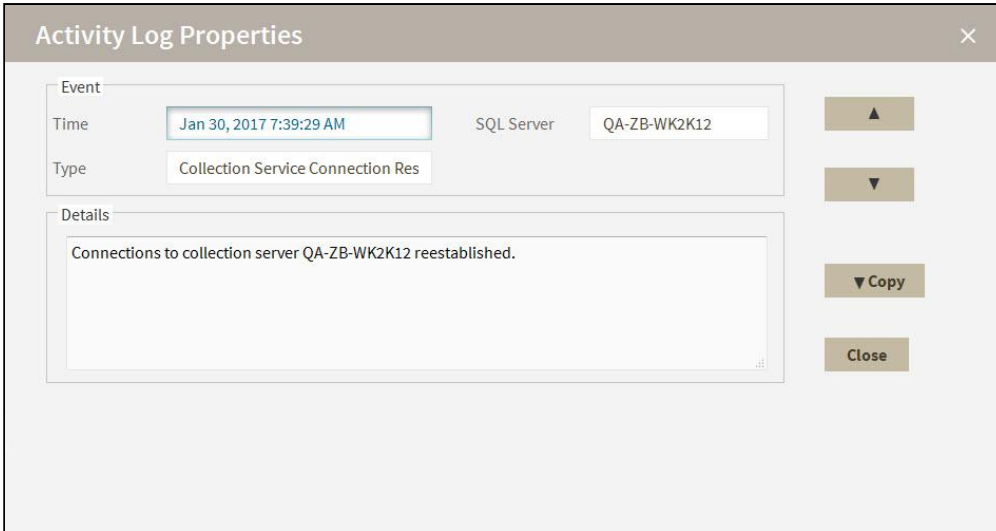 Activity Log Properties
Event
Time Jan 30, 2017 7:39:29 AM SQL Server QA-ZB-WK2K12
Type Collection Service Connection Res
Details
Connections to collection server QA-ZB-WK2K12 reestablished.
Copy
Close